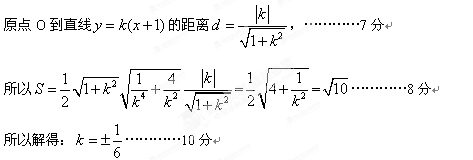 原点 O 到直线 y = k(x+1) 的距离 d = |k|/√(1+k²)， …………7 分↵
所以 S = 1/2 √(1+k²) √(1/k⁴ + 4/k²) |k|/√(1+k²) = 1/2 √(4 + 1/k²) = √10 …………8 分↵
所以解得：k = ±1/6 …………10 分↵